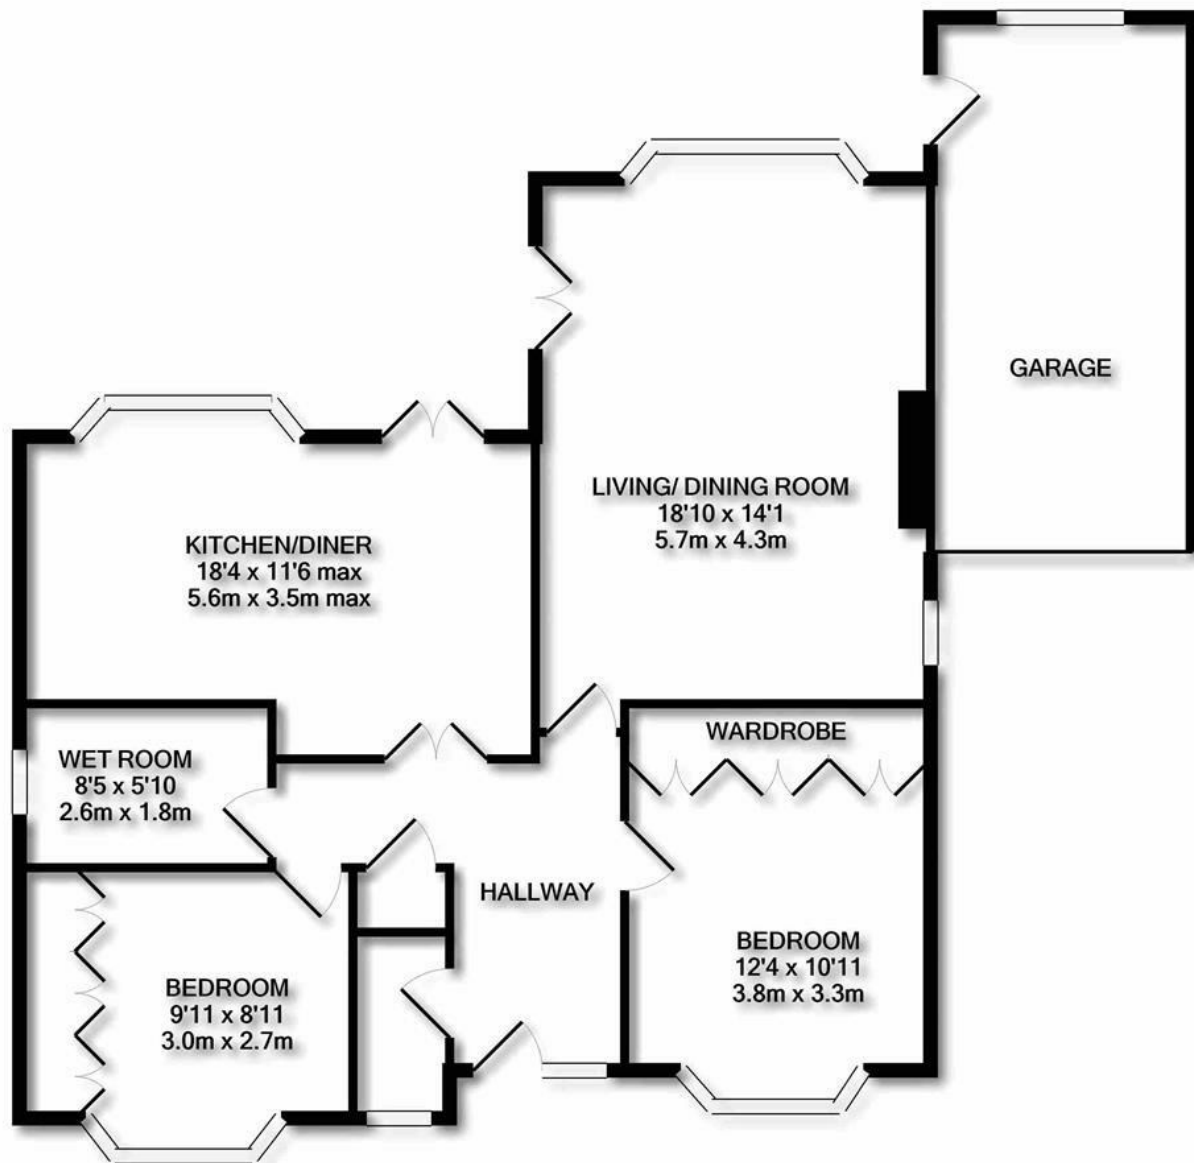 GARAGE
LIVING/ DINING ROOM
18'10 x 14'1
5.7m x 4.3m
KITCHEN/DINER
18'4 x 11'6 max
5.6m x 3.5m max
WARDROBE
WET ROOM
8'5 x 5'10
2.6m x 1.8m
HALLWAY
BEDROOM
12'4 x 10'11
3.8m x 3.3m
BEDROOM
9'11 x 8'11
3.0m x 2.7m